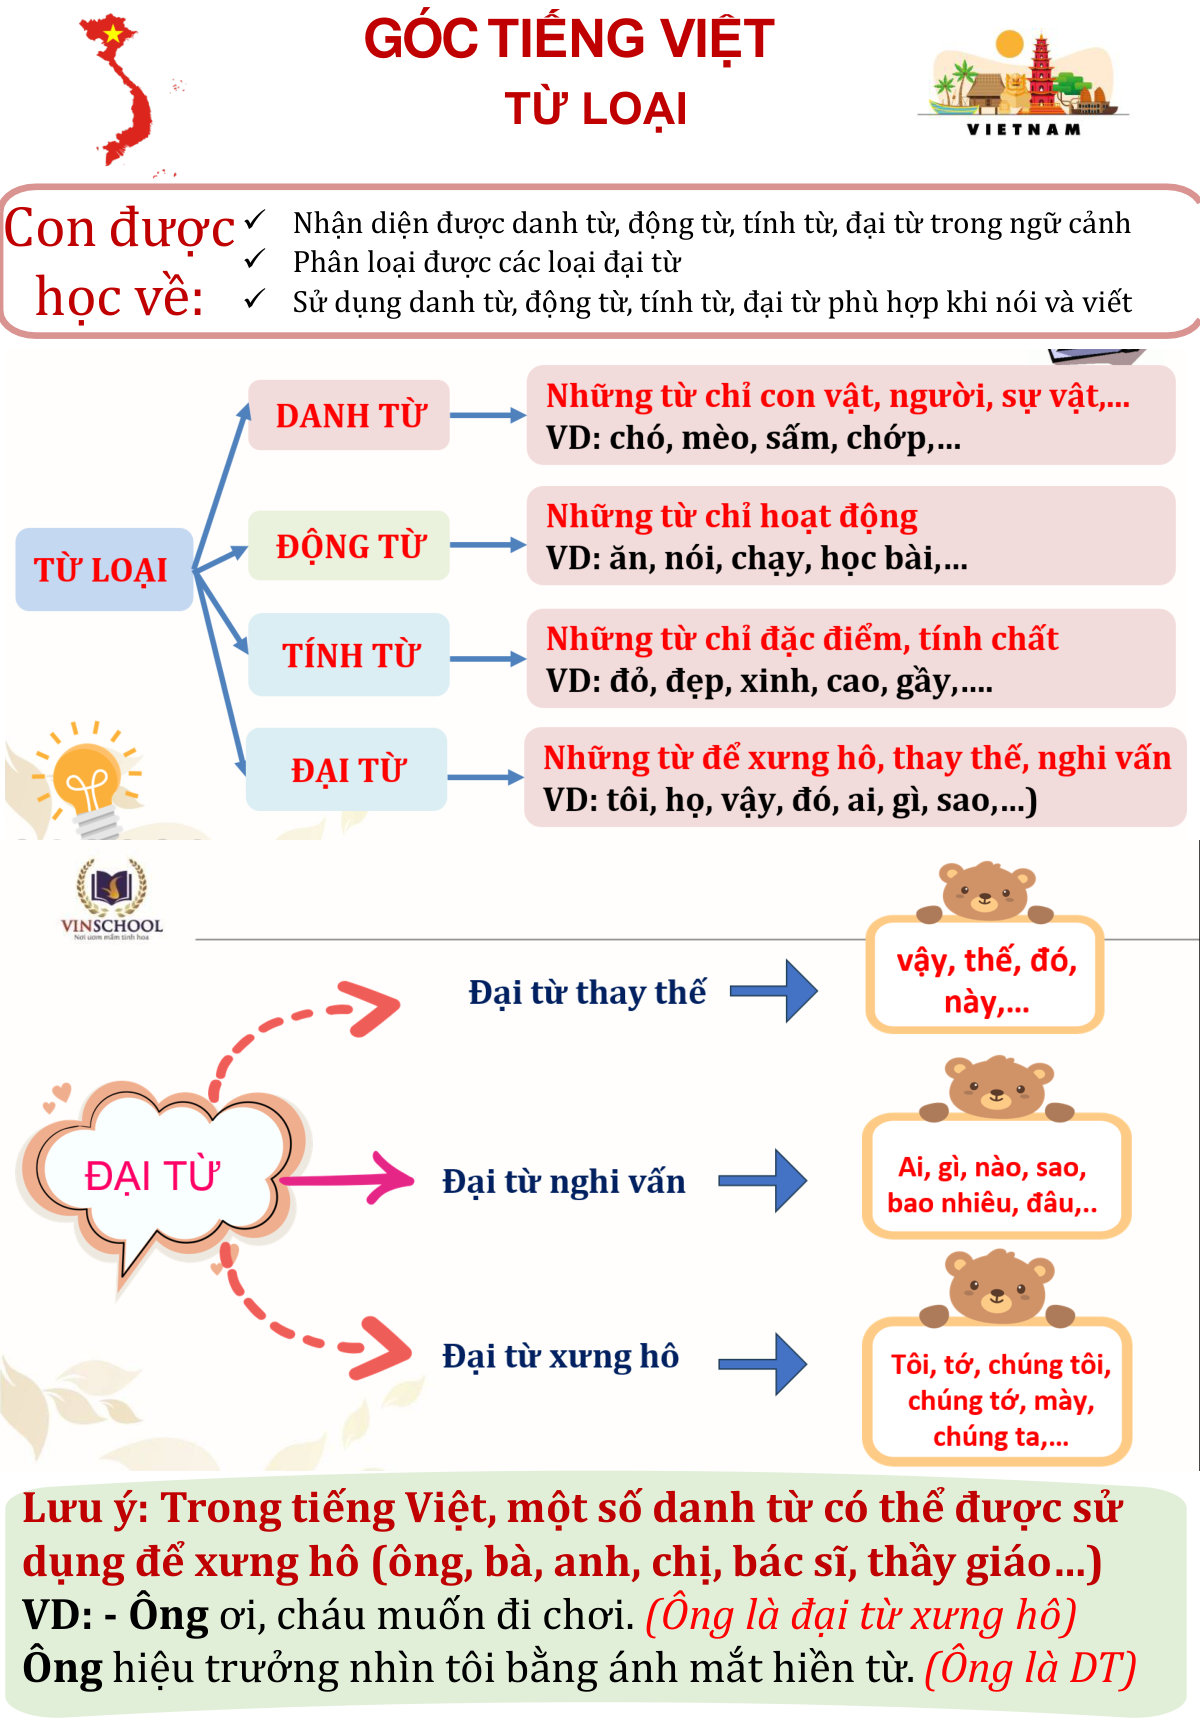 GÓC TIẾNG VIỆT
TỪ LOẠI
VIETNAM
Con được
học về:
✓ Nhận diện được danh từ, động từ, tính từ, đại từ trong ngữ cảnh
✓ Phân loại được các loại đại từ
✓ Sử dụng danh từ, động từ, tính từ, đại từ phù hợp khi nói và viết
TỪ LOẠI
DANH TỪ
Những từ chỉ con vật, người, sự vật,...
VD: chó, mèo, sấm, chớp,...
ĐỘNG TỪ
Những từ chỉ hoạt động
VD: ăn, nói, chạy, học bài,...
TÍNH TỪ
Những từ chỉ đặc điểm, tính chất
VD: đỏ, đẹp, xinh, cao, gầy,....
ĐẠI TỪ
Những từ để xưng hô, thay thế, nghi vấn
VD: tôi, họ, vậy, đó, ai, gì, sao,...)
VINSCHOOL
Nơi ươm mầm tinh hoa
ĐẠI TỪ
Đại từ thay thế
vậy, thế, đó,
này,...
Đại từ nghi vấn
Ai, gì, nào, sao,
bao nhiêu, đâu,..
Đại từ xưng hô
Tôi, tớ, chúng tôi,
chúng tớ, mày,
chúng ta,...
Lưu ý: Trong tiếng Việt, một số danh từ có thể được sử
dụng để xưng hô (ông, bà, anh, chị, bác sĩ, thầy giáo...)
VD: - Ông ơi, cháu muốn đi chơi. (Ông là đại từ xưng hô)
Ông hiệu trưởng nhìn tôi bằng ánh mắt hiền từ. (Ông là DT)